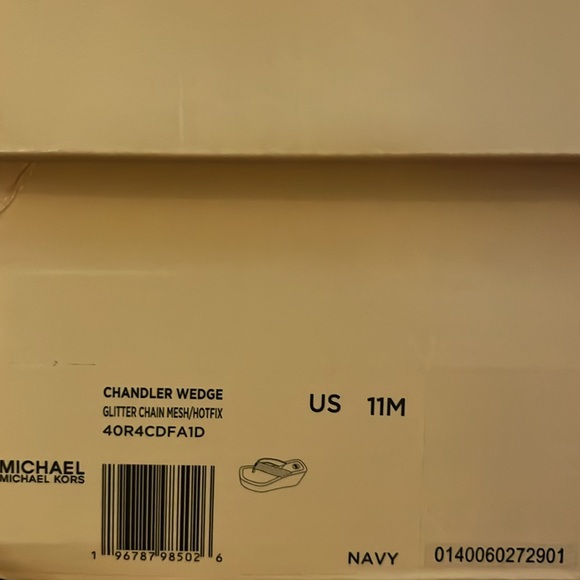 CHANDLER WEDGE
GLITTER CHAIN MESH/HOTFIX
40R4CDFA1D
US 11M
MICHAEL
MICHAEL KORS
1 96787 98502 6
NAVY
0140060272901